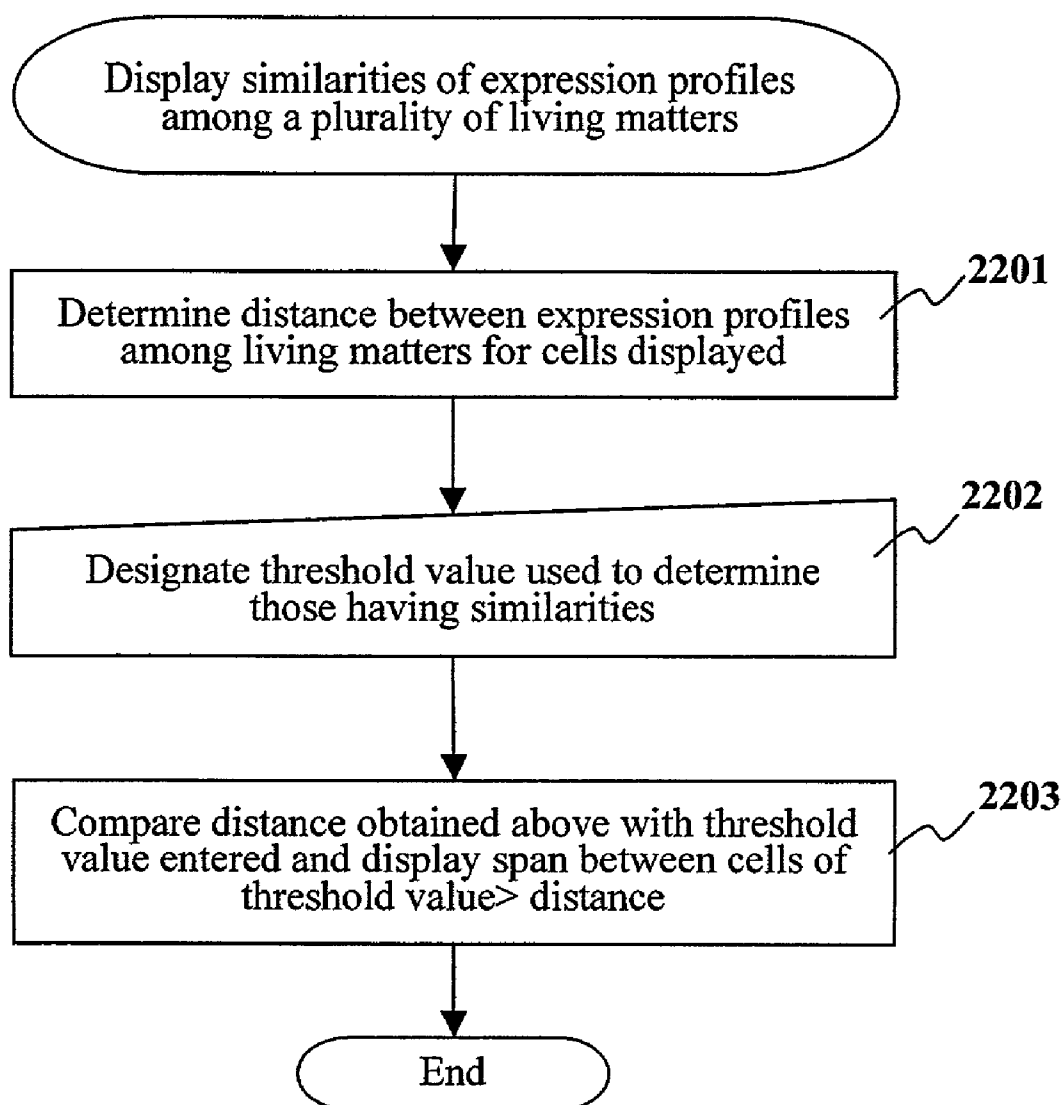 Display similarities of expression profiles
among a plurality of living matters
2201
Determine distance between expression profiles
among living matters for cells displayed
2202
Designate threshold value used to determine
those having similarities
2203
Compare distance obtained above with threshold
value entered and display span between cells of
threshold value> distance
End